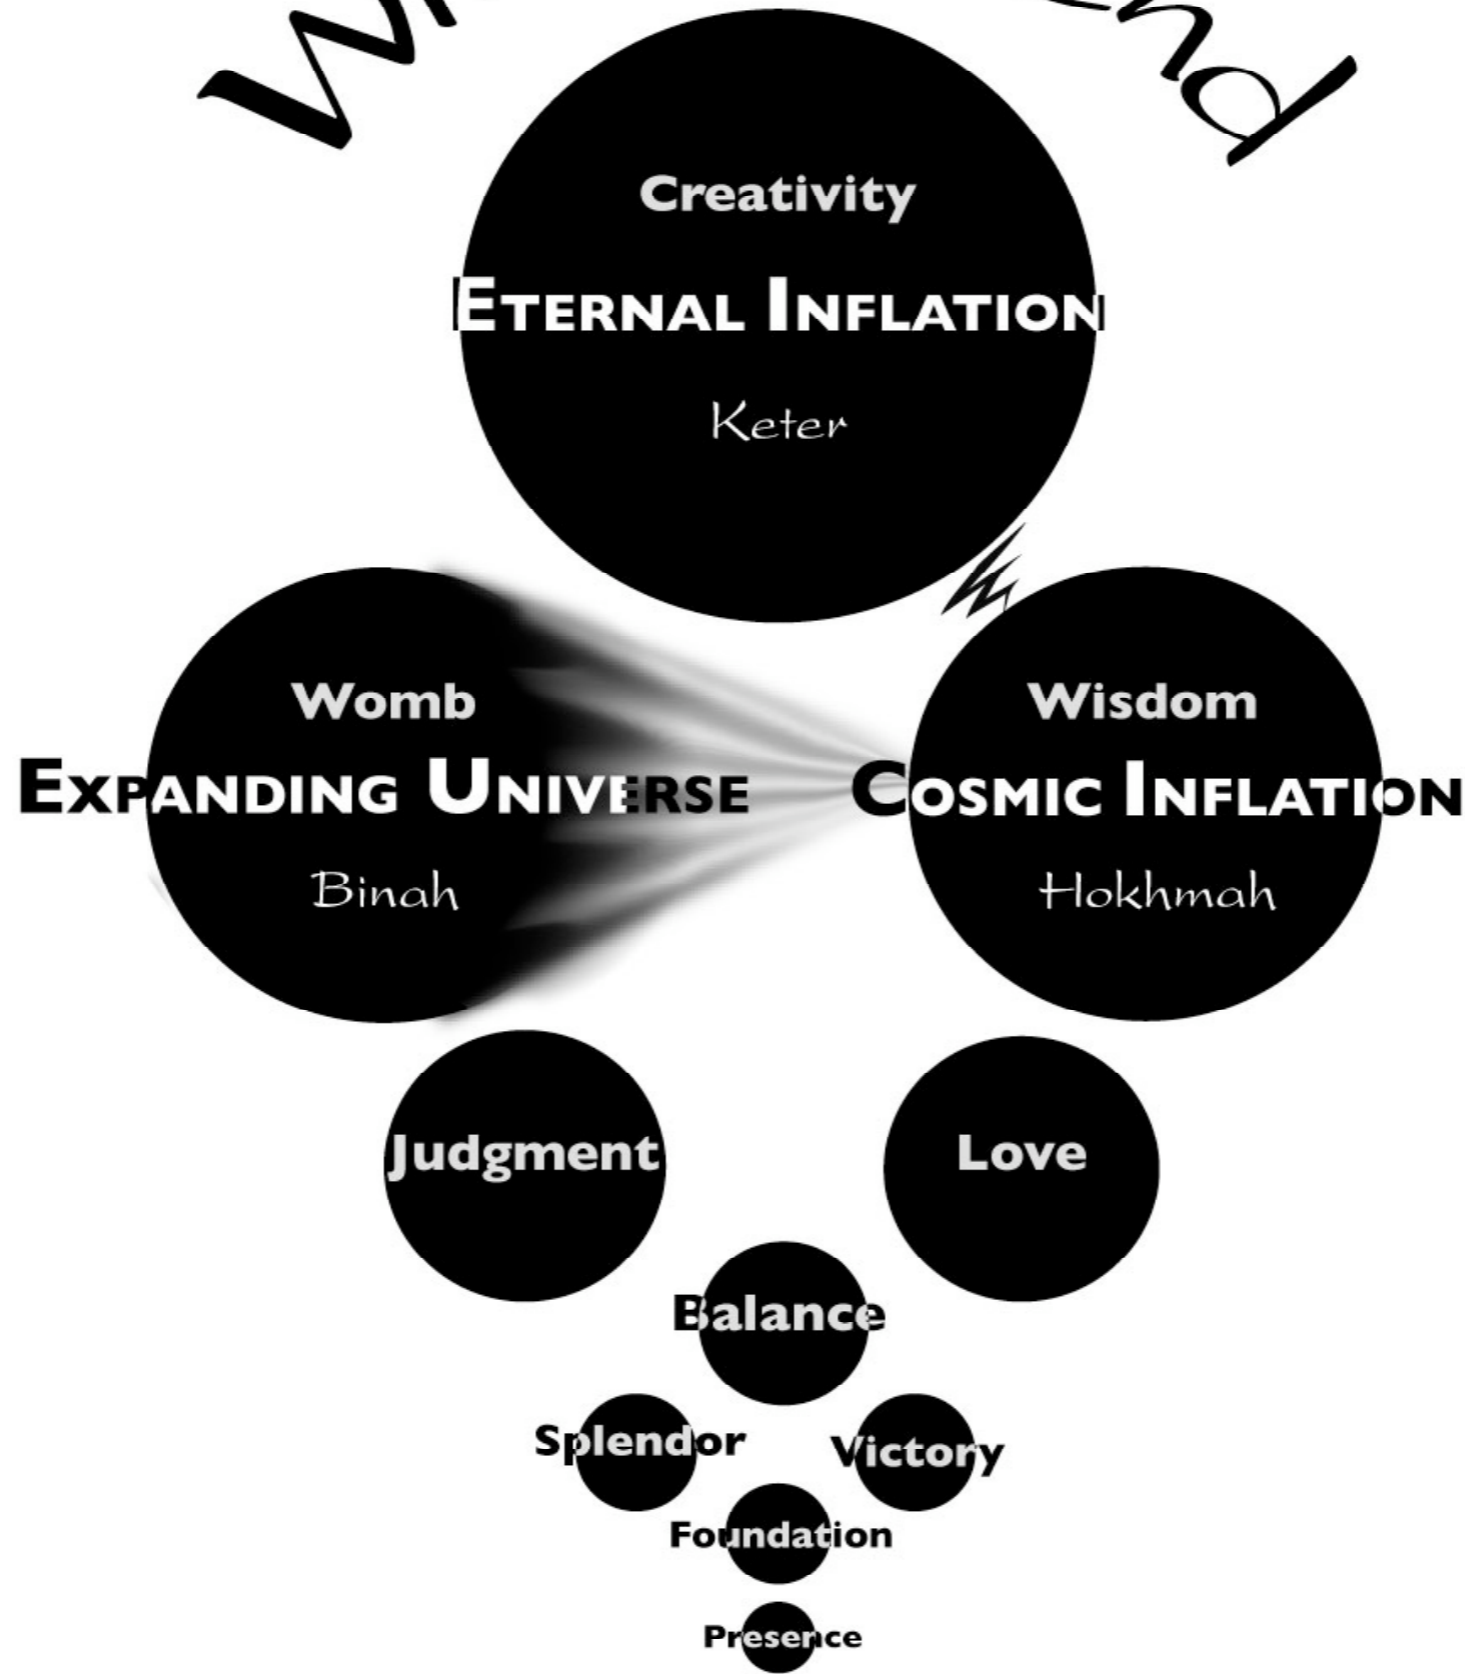 Creativity
ETERNAL INFLATION
Keter
Womb
EXPANDING UNIVERSE
Binah
Wisdom
COSMIC INFLATION
Hokhmah
Judgment
Love
Balance
Splendor
Victory
Foundation
Presence